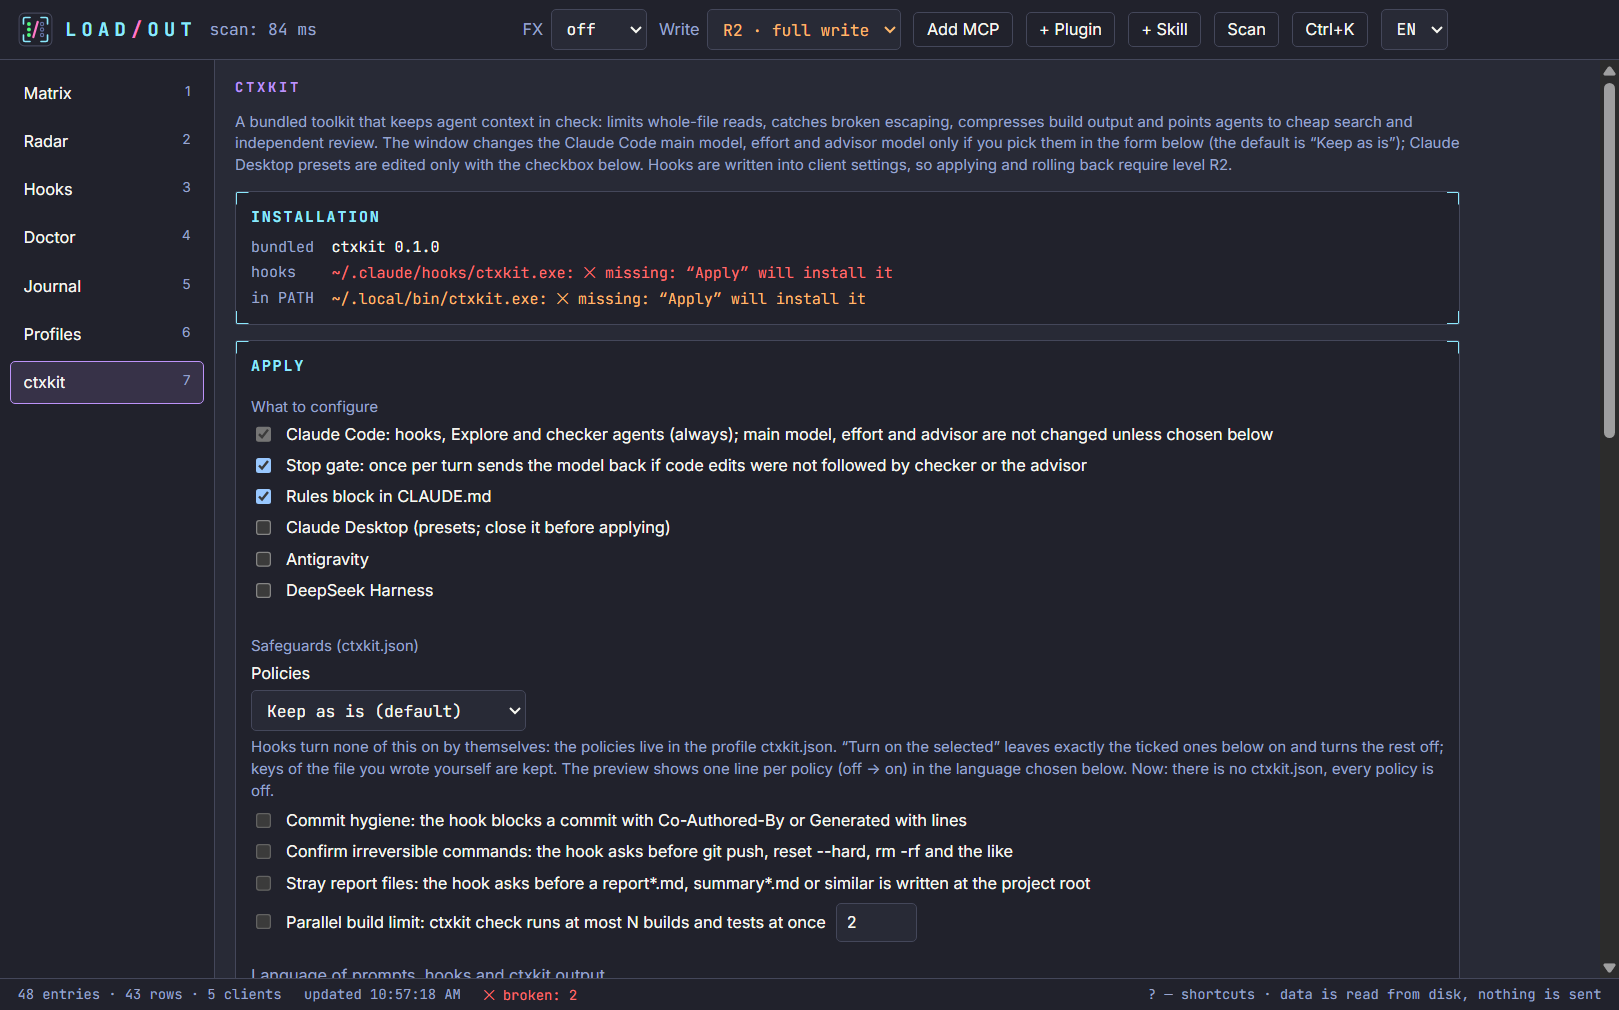 LOAD/OUT scan: 84 ms FX off Write R2 · full write Add MCP + Plugin + Skill Scan Ctrl+K EN
Matrix 1
Radar 2
Hooks 3
Doctor 4
Journal 5
Profiles 6
ctxkit 7
CTXKIT
A bundled toolkit that keeps agent context in check: limits whole-file reads, catches broken escaping, compresses build output and points agents to cheap search and
independent review. The window changes the Claude Code main model, effort and advisor model only if you pick them in the form below (the default is “Keep as is”); Claude
Desktop presets are edited only with the checkbox below. Hooks are written into client settings, so applying and rolling back require level R2.
INSTALLATION
bundled ctxkit 0.1.0
hooks ~/.claude/hooks/ctxkit.exe: ✕ missing: “Apply” will install it
in PATH ~/.local/bin/ctxkit.exe: ✕ missing: “Apply” will install it
APPLY
What to configure
Claude Code: hooks, Explore and checker agents (always); main model, effort and advisor are not changed unless chosen below
Stop gate: once per turn sends the model back if code edits were not followed by checker or the advisor
Rules block in CLAUDE.md
Claude Desktop (presets; close it before applying)
Antigravity
DeepSeek Harness
Safeguards (ctxkit.json)
Policies
Keep as is (default)
Hooks turn none of this on by themselves: the policies live in the profile ctxkit.json. “Turn on the selected” leaves exactly the ticked ones below on and turns the rest off;
keys of the file you wrote yourself are kept. The preview shows one line per policy (off → on) in the language chosen below. Now: there is no ctxkit.json, every policy is
off.
Commit hygiene: the hook blocks a commit with Co-Authored-By or Generated with lines
Confirm irreversible commands: the hook asks before git push, reset --hard, rm -rf and the like
Stray report files: the hook asks before a report*.md, summary*.md or similar is written at the project root
Parallel build limit: ctxkit check runs at most N builds and tests at once 2
Language of prompts, hooks and ctxkit output
48 entries · 43 rows · 5 clients updated 10:57:18 AM ✕ broken: 2 ? — shortcuts · data is read from disk, nothing is sent